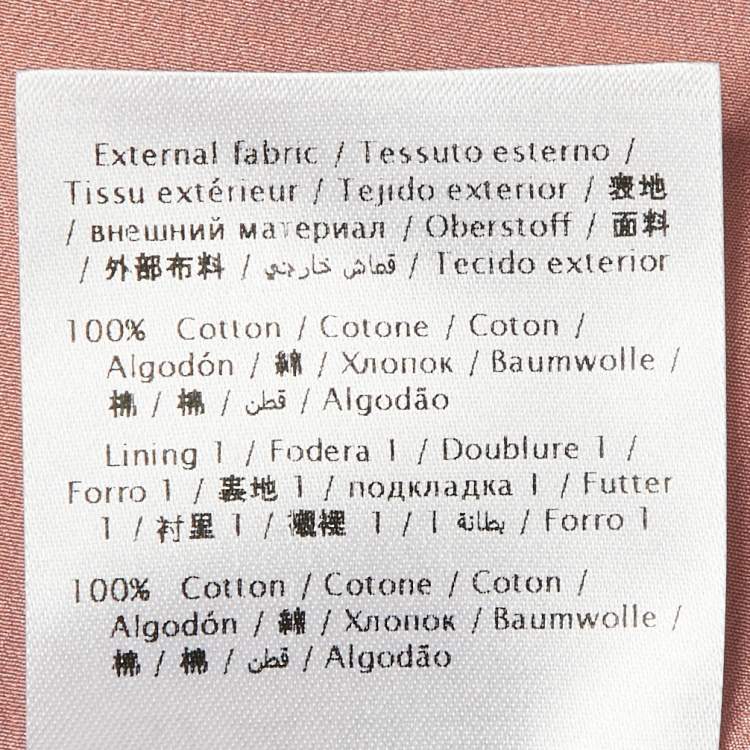 External fabric / Tessuto esterno /
Tissu extérieur / Tejido exterior / 表地
/ внешний материал / Oberstoff / 面料
/ 外部布料 / قماش خارجي / Tecido exterior
100% Cotton / Cotone / Coton /
Algodón / 綿 / Хлопок / Baumwolle /
棉 / 棉 / قطن / Algodão
Lining 1 / Fodera 1 / Doublure 1 /
Forro 1 / 裏地 1 / подкладка 1 / Futter
1 / 衬里 1 / 襯裡 1 / بطانة 1 / Forro 1
100% Cotton / Cotone / Coton /
Algodón / 綿 / Хлопок / Baumwolle /
棉 / 棉 / قطن / Algodão